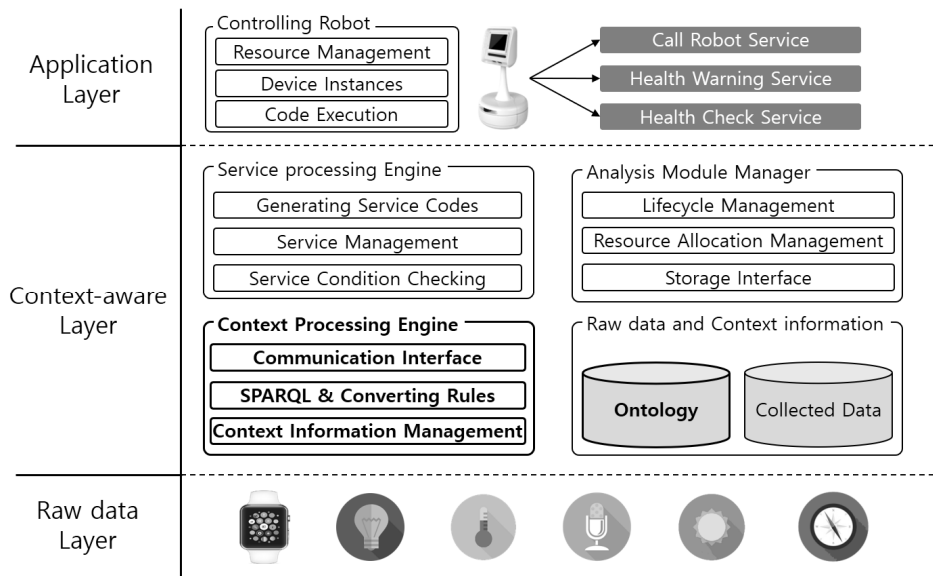 Application
Layer
Controlling Robot
Resource Management
Device Instances
Code Execution
Call Robot Service
Health Warning Service
Health Check Service
Context-aware
Layer
Service processing Engine
Generating Service Codes
Service Management
Service Condition Checking
Analysis Module Manager
Lifecycle Management
Resource Allocation Management
Storage Interface
Context Processing Engine
Communication Interface
SPARQL & Converting Rules
Context Information Management
Raw data and Context information
Ontology
Collected Data
Raw data
Layer